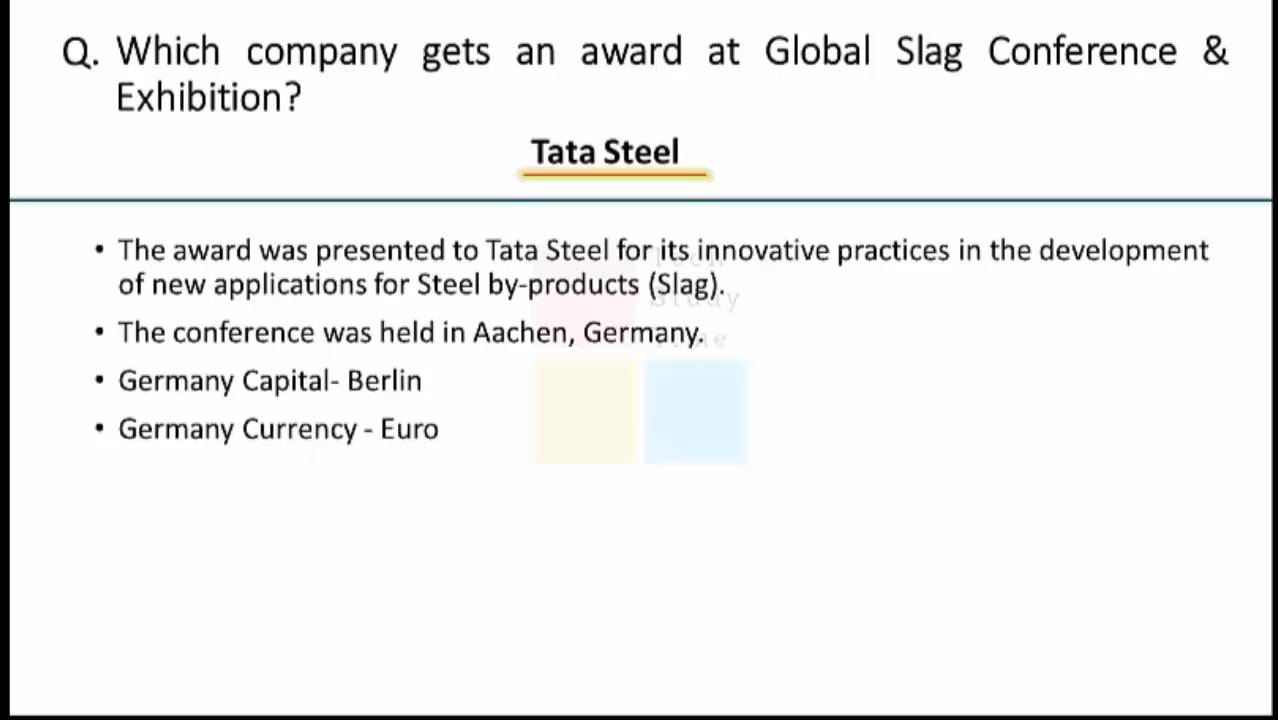 Q. Which company gets an award at Global Slag Conference &
Exhibition?
Tata Steel
• The award was presented to Tata Steel for its innovative practices in the development
of new applications for Steel by-products (Slag).
• The conference was held in Aachen, Germany.
• Germany Capital- Berlin
• Germany Currency - Euro
Study